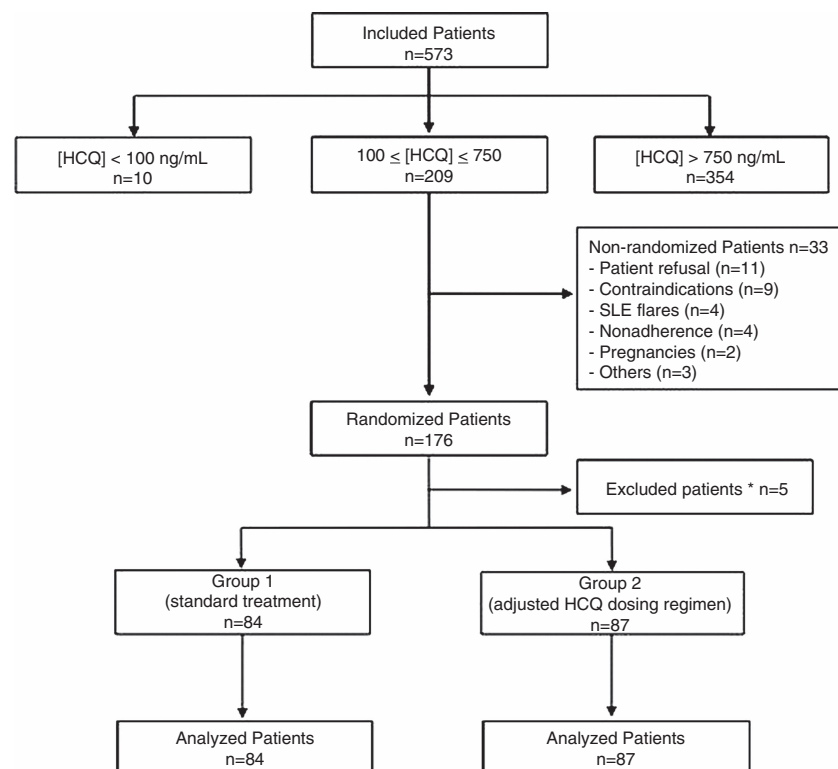 Included Patients
n=573
[HCQ] < 100 ng/mL
n=10
100 ≤ [HCQ] ≤ 750
n=209
[HCQ] > 750 ng/mL
n=354
Non-randomized Patients n=33
- Patient refusal (n=11)
- Contraindications (n=9)
- SLE flares (n=4)
- Nonadherence (n=4)
- Pregnancies (n=2)
- Others (n=3)
Randomized Patients
n=176
Excluded patients * n=5
Group 1
(standard treatment)
n=84
Group 2
(adjusted HCQ dosing regimen)
n=87
Analyzed Patients
n=84
Analyzed Patients
n=87